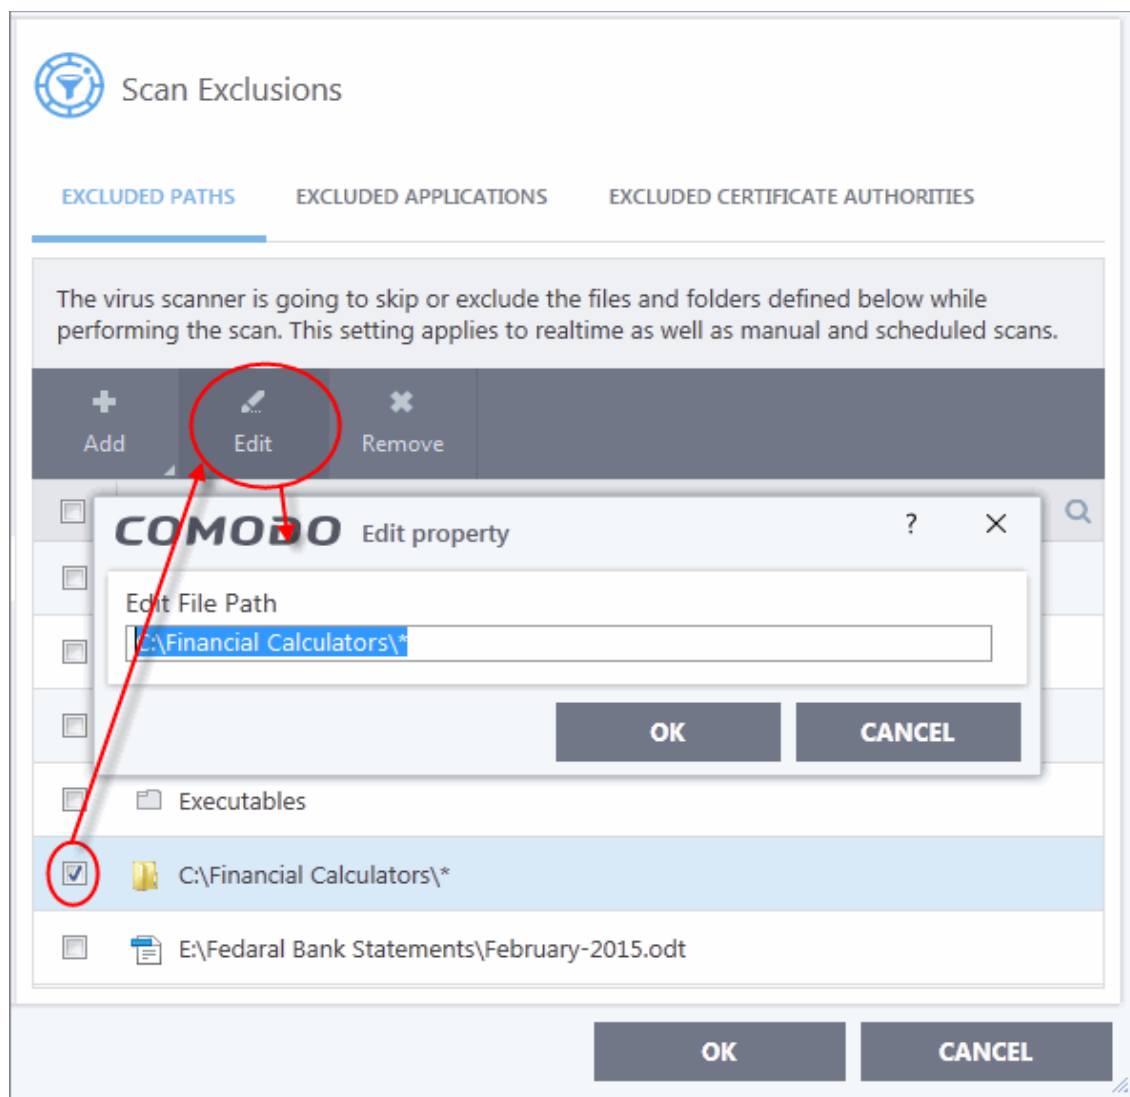 Scan Exclusions
EXCLUDED PATHS EXCLUDED APPLICATIONS EXCLUDED CERTIFICATE AUTHORITIES
The virus scanner is going to skip or exclude the files and folders defined below while
performing the scan. This setting applies to realtime as well as manual and scheduled scans.
Add Edit Remove
COMODO Edit property ?
Edit File Path
C:\Financial Calculators\*
OK CANCEL
Executables
C:\Financial Calculators\*
E:\Fedaral Bank Statements\February-2015.odt
OK CANCEL